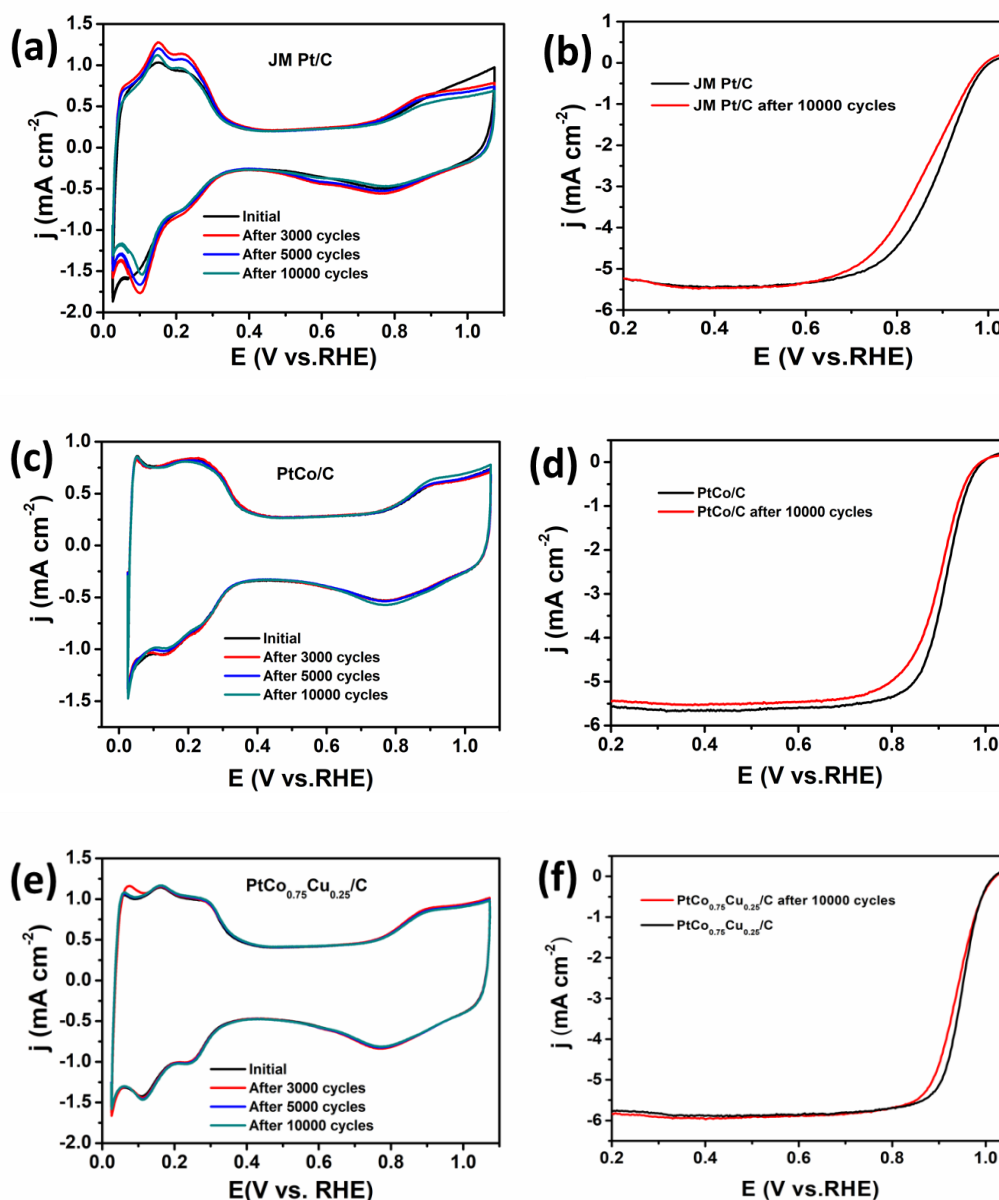 (a)
JM Pt/C
j (mA cm-2)
1.5
1.0
0.5
0.0
-0.5
-1.0
-1.5
-2.0
Initial
After 3000 cycles
After 5000 cycles
After 10000 cycles
0.0 0.2 0.4 0.6 0.8 1.0
E (V vs.RHE)
(b)
j (mA cm-2)
1
0
-1
-2
-3
-4
-5
-6
JM Pt/C
JM Pt/C after 10000 cycles
0.2 0.4 0.6 0.8 1.0
E (V vs.RHE)
(c)
PtCo/C
j (mA cm-2)
1.0
0.5
0.0
-0.5
-1.0
-1.5
Initial
After 3000 cycles
After 5000 cycles
After 10000 cycles
0.0 0.2 0.4 0.6 0.8 1.0
E (V vs.RHE)
(d)
j (mA cm-2)
0
-1
-2
-3
-4
-5
-6
PtCo/C
PtCo/C after 10000 cycles
0.2 0.4 0.6 0.8 1.0
E (V vs.RHE)
(e)
PtCo0.75Cu0.25/C
j (mA cm-2)
1.5
1.0
0.5
0.0
-0.5
-1.0
-1.5
-2.0
Initial
After 3000 cycles
After 5000 cycles
After 10000 cycles
0.0 0.2 0.4 0.6 0.8 1.0
E(V vs. RHE)
(f)
j (mA cm-2)
0
-1
-2
-3
-4
-5
-6
PtCo0.75Cu0.25/C after 10000 cycles
PtCo0.75Cu0.25/C
0.2 0.4 0.6 0.8 1.0
E (V vs.RHE)